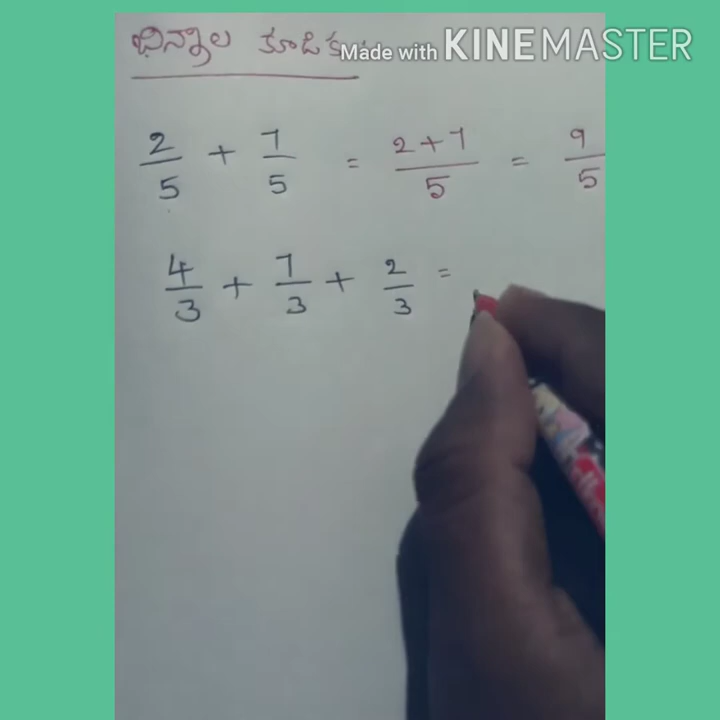 భిన్నాల కూడిక
Made with KINEMASTER
2/5 + 7/5 = 2+7/5 = 9/5
4/3 + 7/3 + 2/3 =